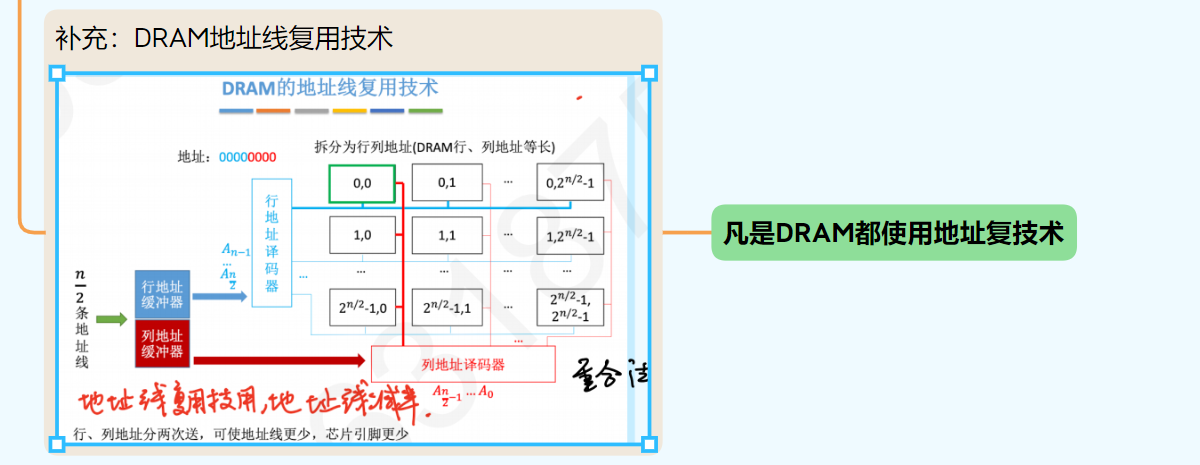 补充：DRAM地址线复用技术
DRAM的地址线复用技术
地址：00000000
拆分为行列地址(DRAM行、列地址等长)
0,0
0,1
...
0,2^{n/2}-1
行地址译码器
1,0
1,1
...
1,2^{n/2}-1
A_{n-1}
...
A_{n/2}
...
...
...
...
2^{n/2}-1,0
2^{n/2}-1,1
...
2^{n/2}-1,
2^{n/2}-1
n/2条地址线
行地址
缓冲器
列地址
缓冲器
...
列地址译码器
A_{n/2-1} ... A_0
地址线复用技用,地址线减半.
行、列地址分两次送，可使地址线更少，芯片引脚更少
凡是DRAM都使用地址复技术